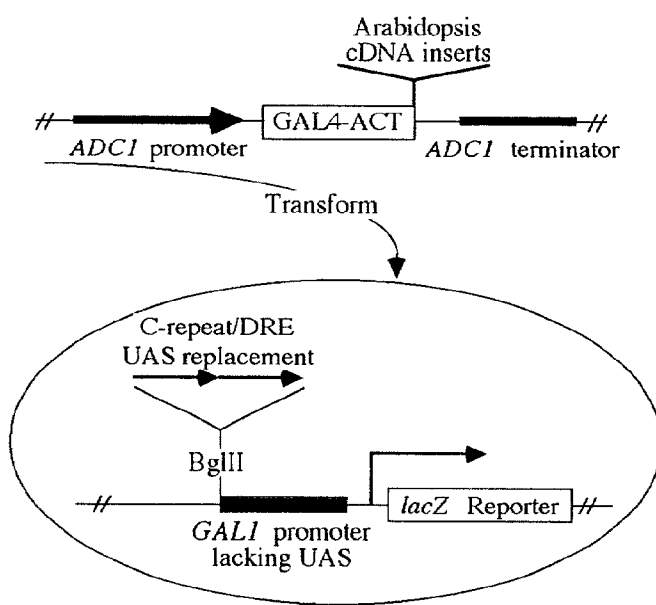 Arabidopsis
cDNA inserts
GAL4-ACT
ADC1 promoter
ADC1 terminator
Transform
C-repeat/DRE
UAS replacement
BglII
lacZ Reporter
GAL1 promoter
lacking UAS